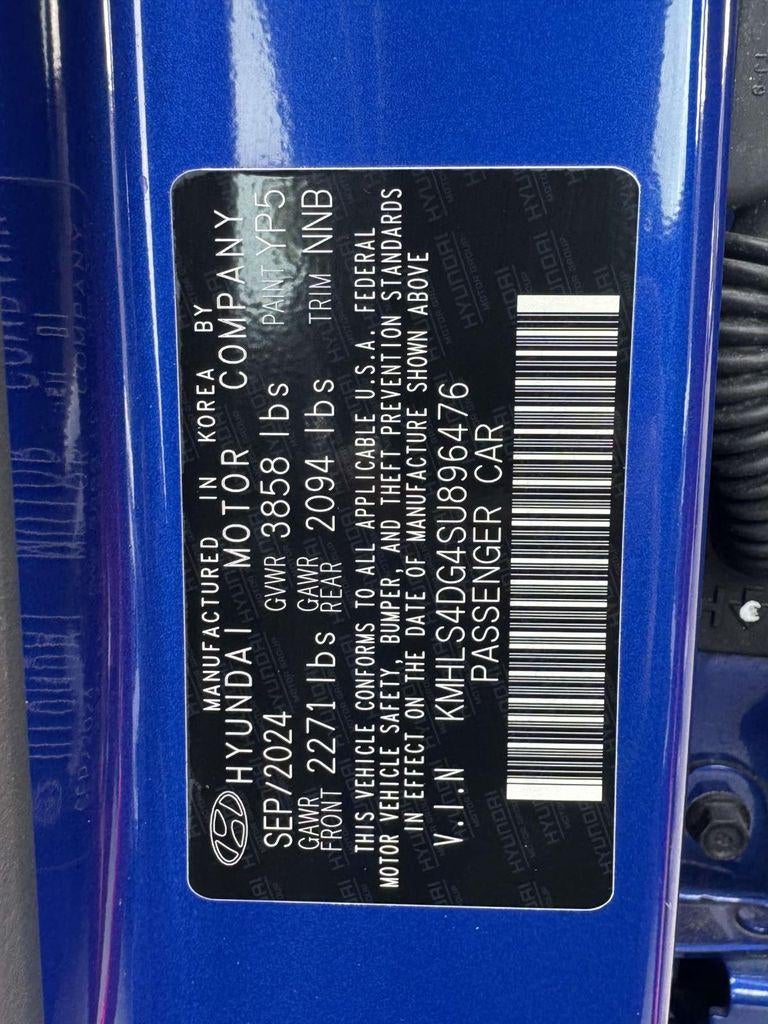 MANUFACTURED IN KOREA BY
HYUNDAI MOTOR COMPANY
SEP/2024 GVWR 3858 lbs PAINT YP5
GAWR FRONT 2271 lbs GAWR REAR 2094 lbs TRIM NNB
THIS VEHICLE CONFORMS TO ALL APPLICABLE U.S.A. FEDERAL
MOTOR VEHICLE SAFETY, BUMPER, AND THEFT PREVENTION STANDARDS
IN EFFECT ON THE DATE OF MANUFACTURE SHOWN ABOVE
V.I.N KMHLS4DG4SU896476
PASSENGER CAR